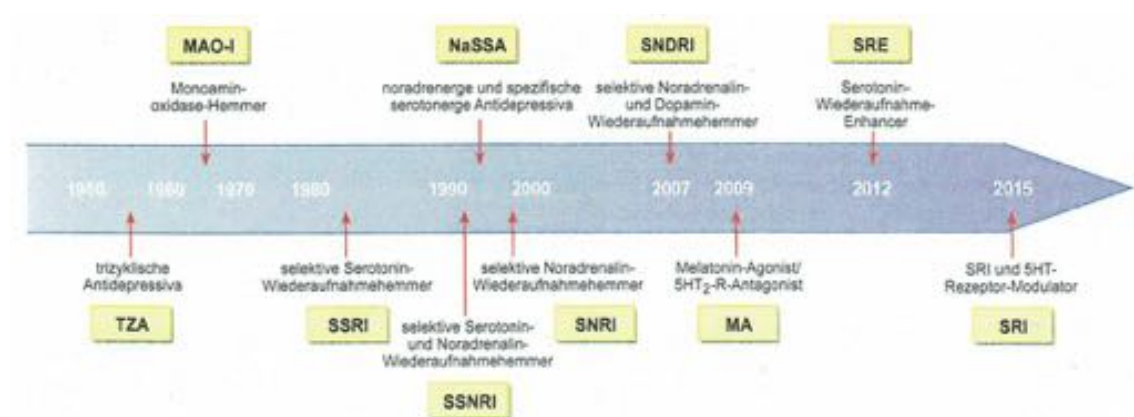 MAO-I
Monoamin-
oxidase-Hemmer
NaSSA
noradrenerge und spezifische
serotonerge Antidepressiva
SNDRI
selektive Noradrenalin-
und Dopamin-
Wiederaufnahmehemmer
SRE
Serotonin-
Wiederaufnahme-
Enhancer
1950 1960 1970 1980 1990 2000 2007 2009 2012 2015
trizyklische
Antidepressiva
TZA
selektive Serotonin-
Wiederaufnahmehemmer
SSRI
selektive Serotonin-
und Noradrenalin-
Wiederaufnahmehemmer
SSNRI
selektive Noradrenalin-
Wiederaufnahmehemmer
SNRI
Melatonin-Agonist/
5HT2-R-Antagonist
MA
SRI und 5HT-
Rezeptor-Modulator
SRI